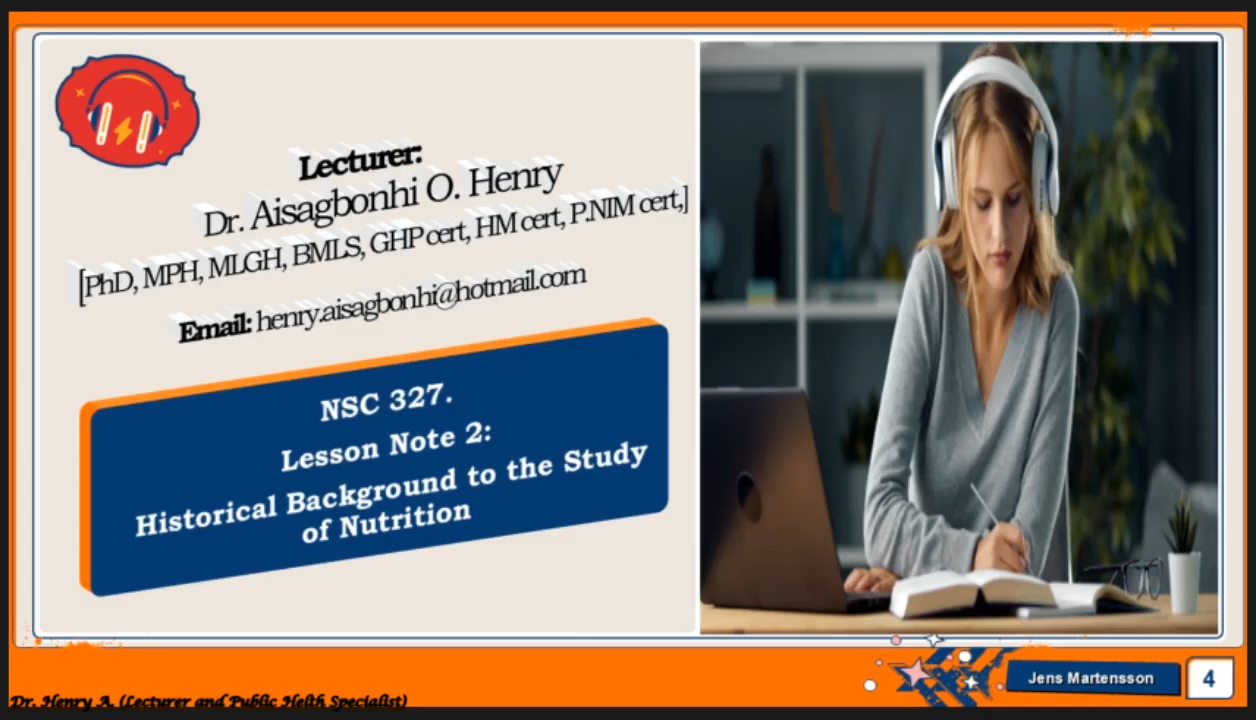 Lecturer:
Dr. Aisagbonhi O. Henry
[PhD, MPH, MLGH, BMLS, GHP cert, HM cert, P.NIM cert,]
Email: henry.aisagbonhi@hotmail.com
NSC 327.
Lesson Note 2:
Historical Background to the Study
of Nutrition
Jens Martensson
4
Dr. Henry A. (Lecturer and Public Helth Specialist)